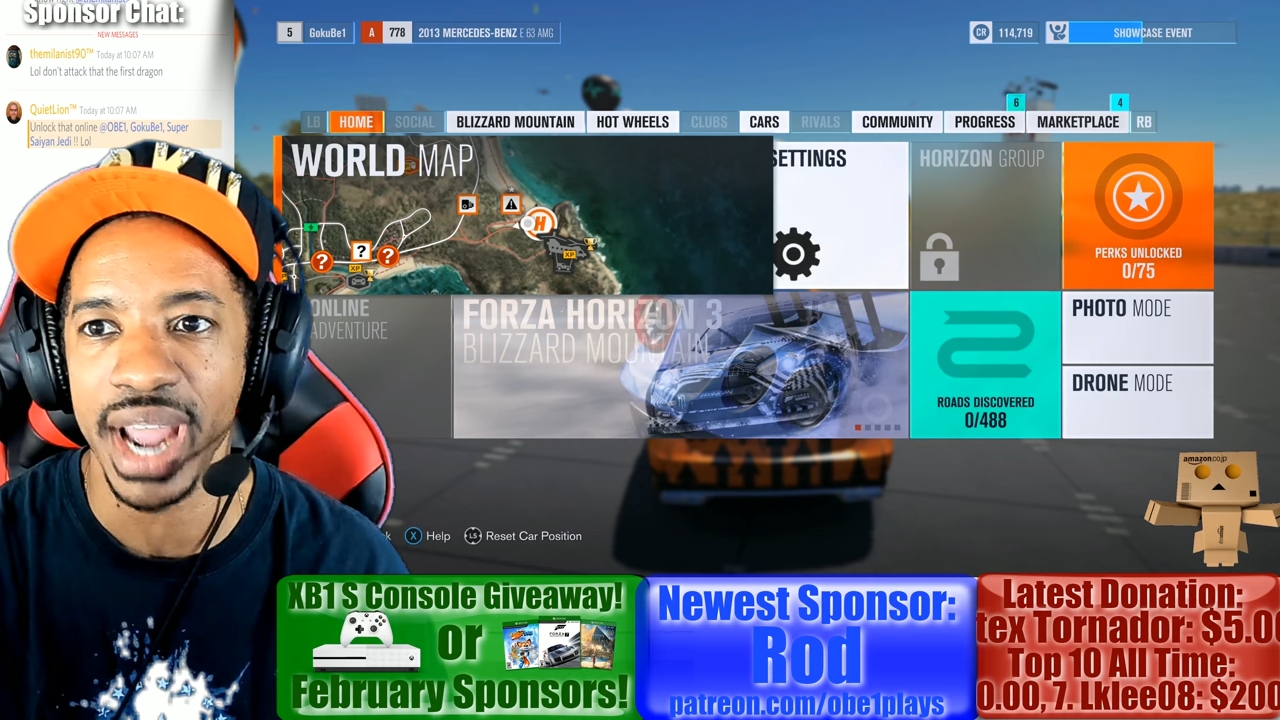 Sponsor Chat:
NEW MESSAGES
themilanist90™ Today at 10:07 AM
Lol don't attack that the first dragon
QuietLion™ Today at 10:07 AM
Unlock that online @OBE1, GokuBe1, Super
Saiyan Jedi !! Lol
5 GokuBe1 A 778 2013 MERCEDES-BENZ E 63 AMG
CR 114,719 SHOWCASE EVENT
6 4
LB HOME SOCIAL BLIZZARD MOUNTAIN HOT WHEELS CLUBS CARS RIVALS COMMUNITY PROGRESS MARKETPLACE RB
WORLD MAP
H
? ? ?
XP XP
SETTINGS
HORIZON GROUP
PERKS UNLOCKED
0/75
ONLINE
ADVENTURE
FORZA HORIZON 3
BLIZZARD MOUNTAIN
ROADS DISCOVERED
0/488
PHOTO MODE
DRONE MODE
amazon.co.jp
k X Help LS Reset Car Position
XB1 S Console Giveaway!
or
February Sponsors!
Newest Sponsor:
Rod
patreon.com/obe1plays
Latest Donation:
tex Tornador: $5.00
Top 10 All Time:
0.00, 7. Lklee08: $200